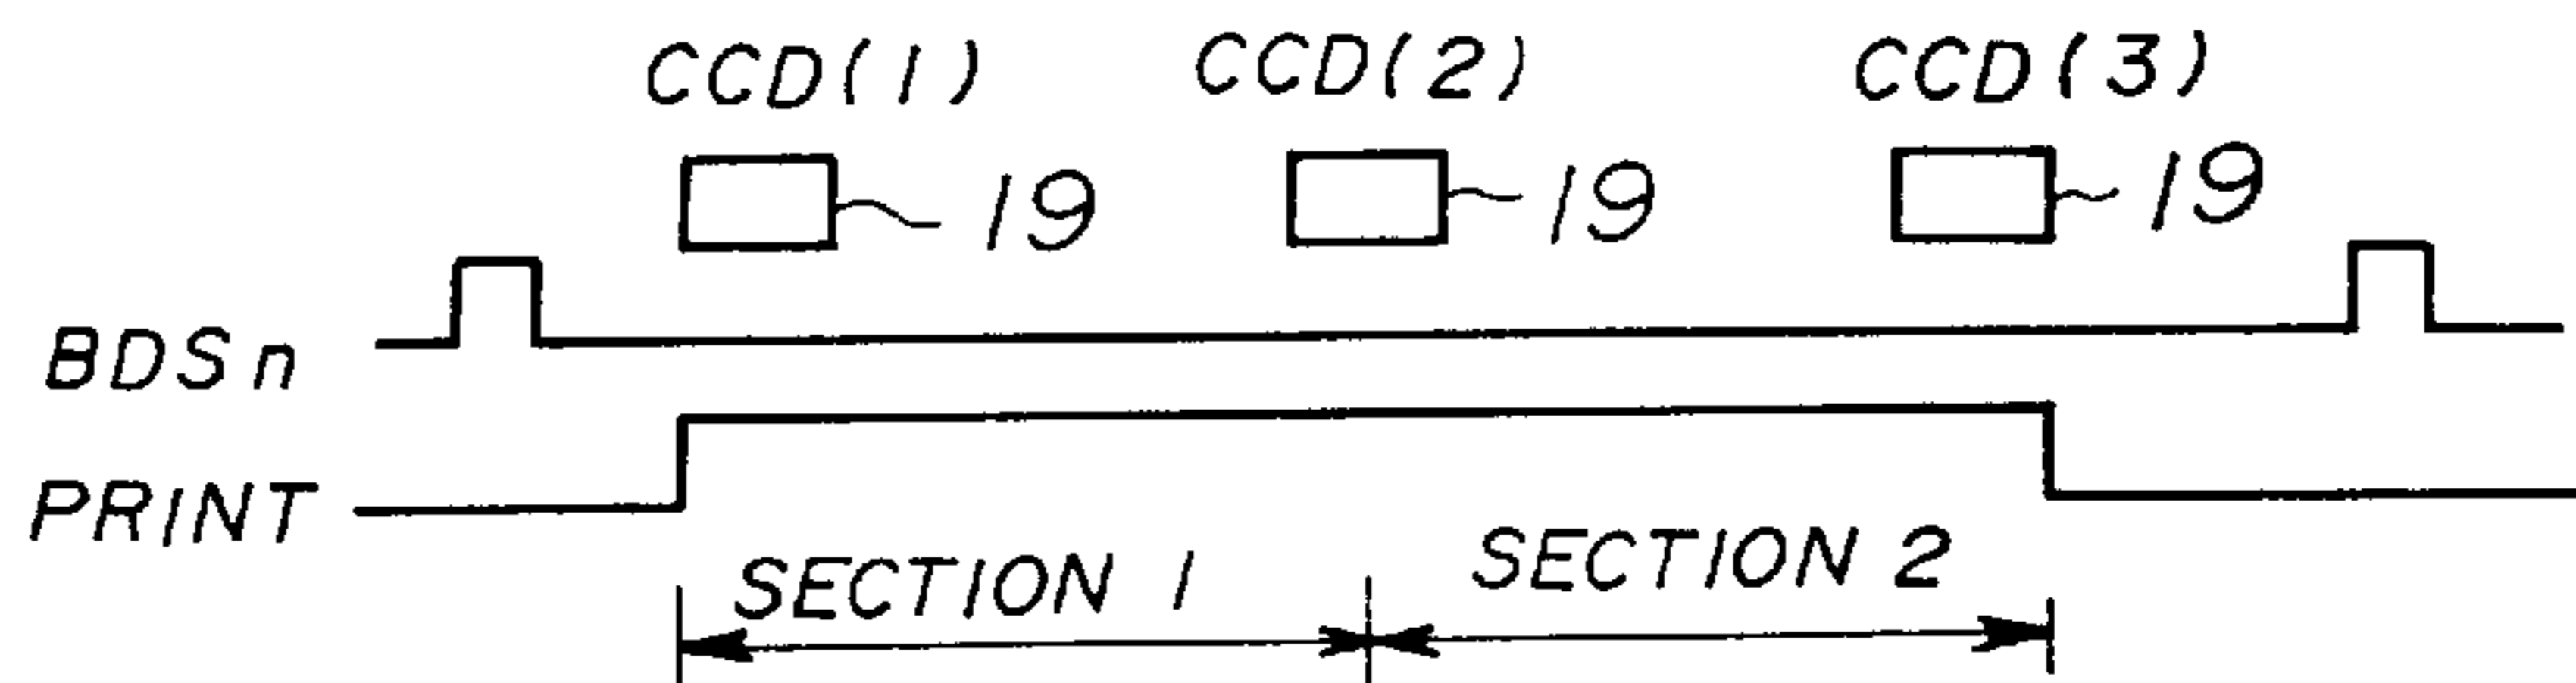 CCD(1) CCD(2) CCD(3)
19 19 19
BDSn
PRINT
SECTION 1 SECTION 2